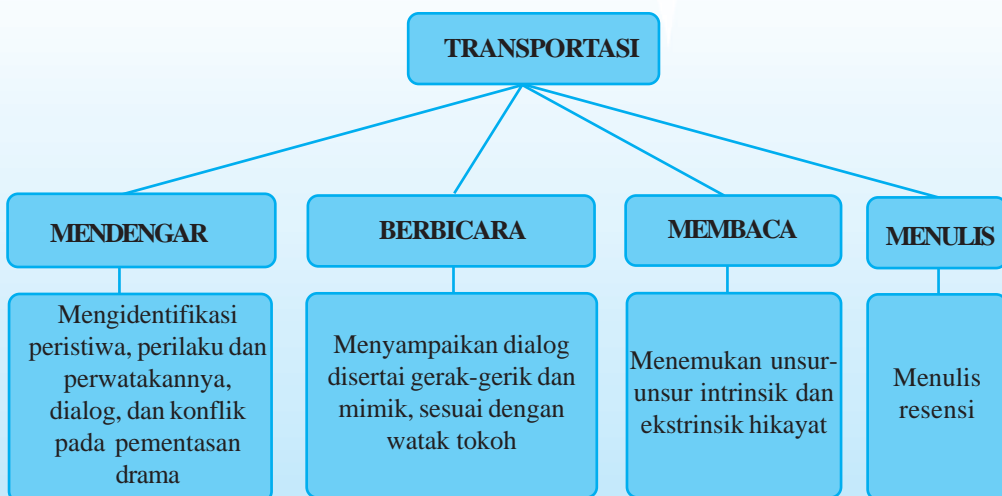 TRANSPORTASI
MENDENGAR
BERBICARA
MEMBACA
MENULIS
Mengidentifikasi
peristiwa, perilaku dan
perwatakannya,
dialog, dan konflik
pada pementasan
drama
Menyampaikan dialog
disertai gerak-gerik dan
mimik, sesuai dengan
watak tokoh
Menemukan unsur-
unsur intrinsik dan
ekstrinsik hikayat
Menulis
resensi